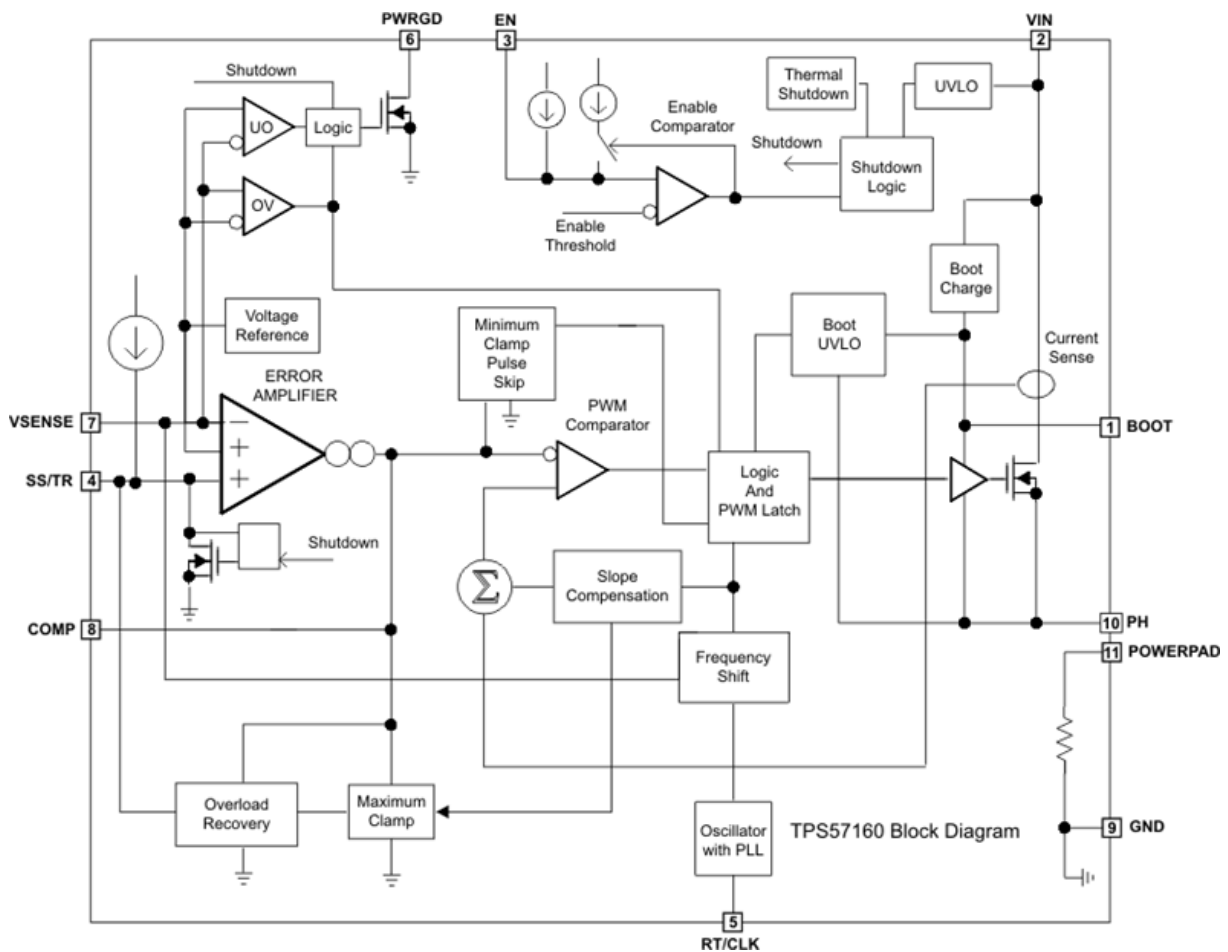 PWRGD
EN
VIN
6
3
2
Shutdown
Thermal
Shutdown
UVLO
UO
Logic
Enable
Comparator
Shutdown
Shutdown
Logic
OV
Enable
Threshold
Boot
Charge
Voltage
Reference
Minimum
Clamp
Pulse
Skip
Boot
UVLO
Current
Sense
ERROR
AMPLIFIER
PWM
Comparator
VSENSE
7
−
+
+
1
BOOT
SS/TR
4
Logic
And
PWM Latch
Shutdown
Σ
Slope
Compensation
COMP
8
10
PH
11
POWERPAD
Frequency
Shift
Overload
Recovery
Maximum
Clamp
Oscillator
with PLL
TPS57160 Block Diagram
9
GND
5
RT/CLK